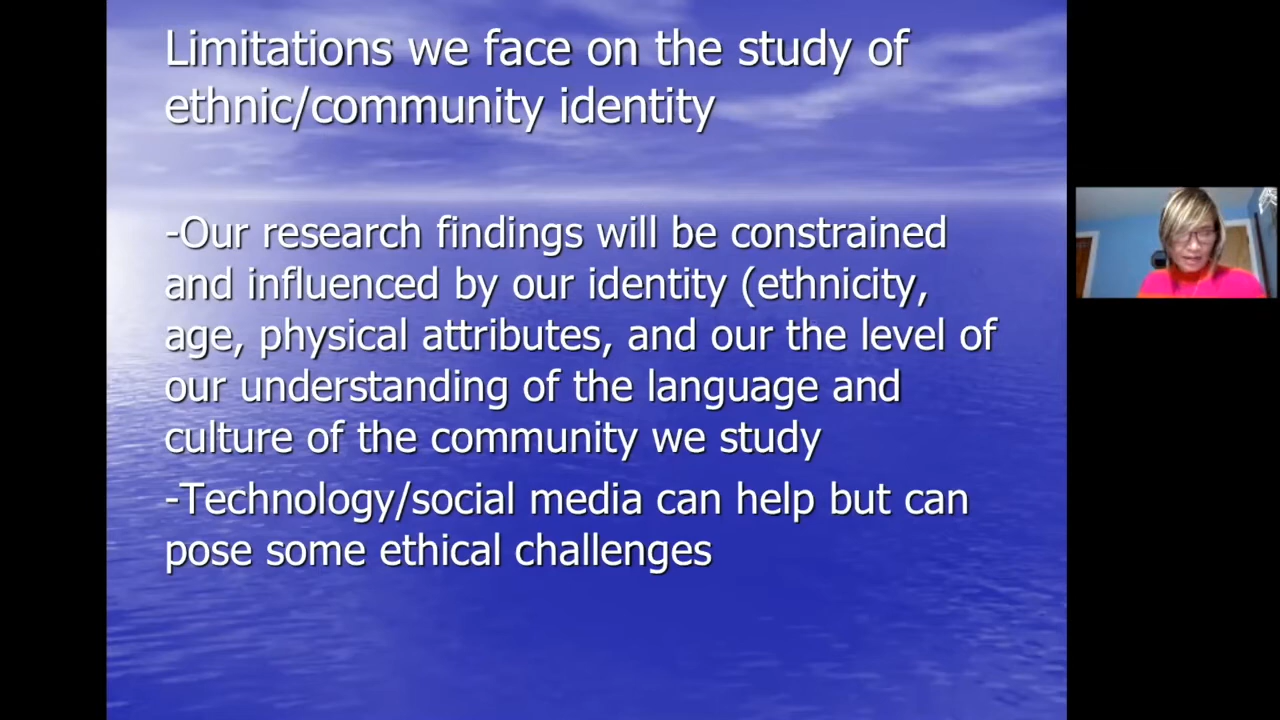 Limitations we face on the study of
ethnic/community identity
-Our research findings will be constrained
and influenced by our identity (ethnicity,
age, physical attributes, and our the level of
our understanding of the language and
culture of the community we study
-Technology/social media can help but can
pose some ethical challenges